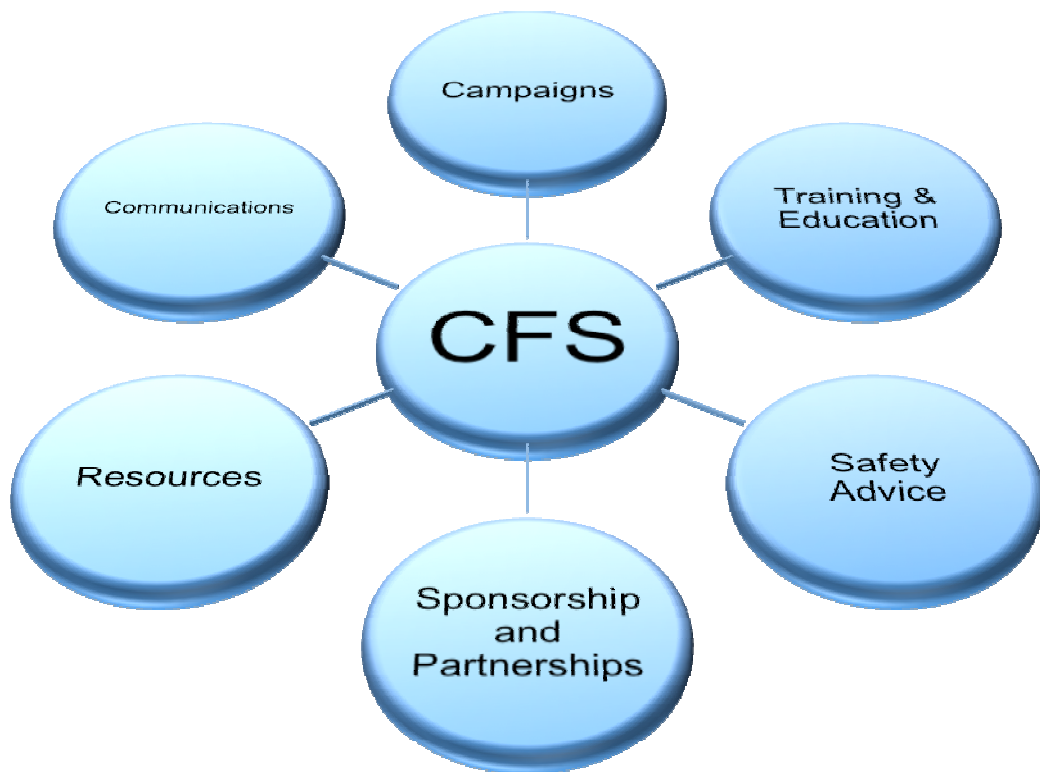 Campaigns
Communications
Training &
Education
CFS
Resources
Safety
Advice
Sponsorship
and
Partnerships